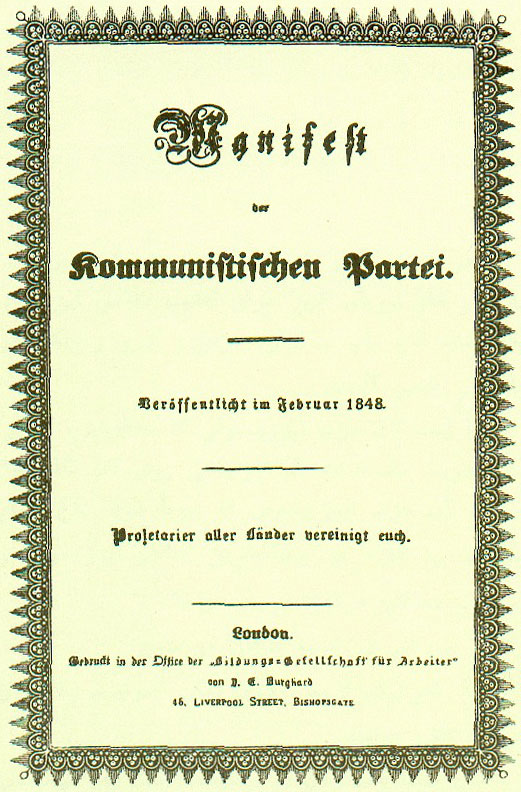 Manifest
der
Kommunistischen Partei.
Veröffentlicht im Februar 1848.
Proletarier aller Länder vereinigt euch.
London.
Gedruckt in der Office der „Bildungs=Gesellschaft für Arbeiter“
von J. E. Burghard
46, LIVERPOOL STREET, BISHOPSGATE